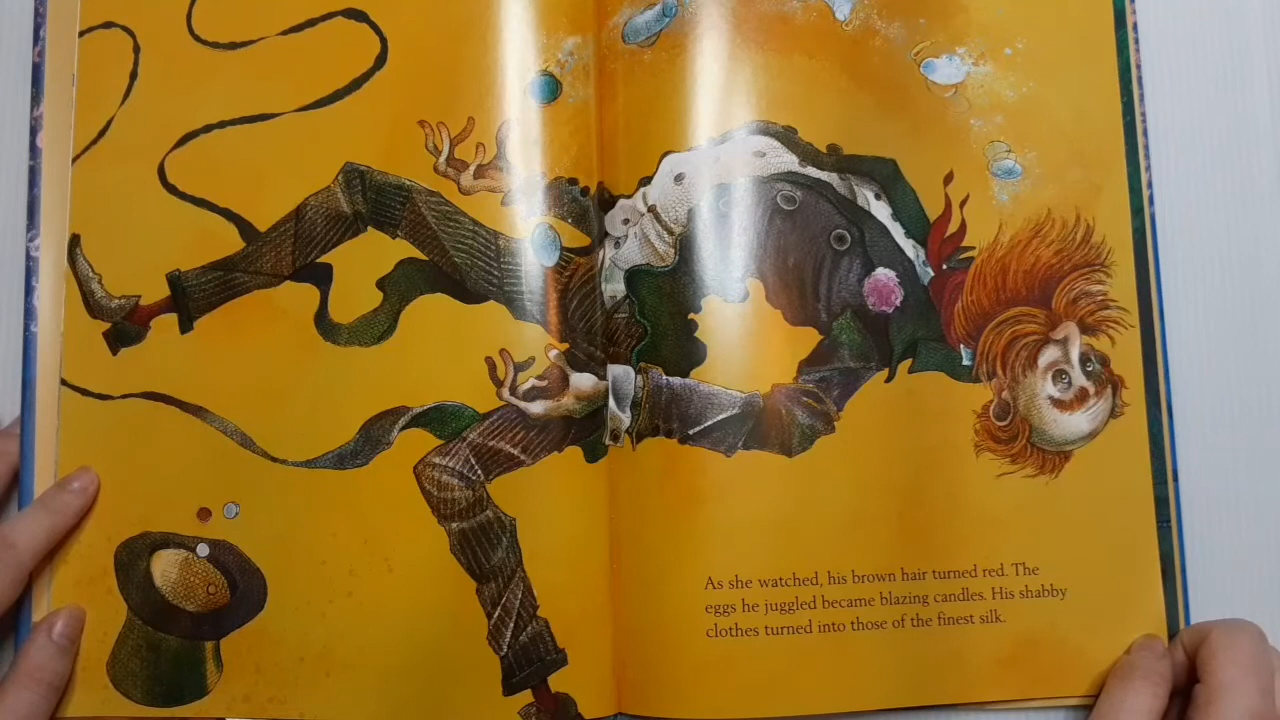 As she watched, his brown hair turned red. The
eggs he juggled became blazing candles. His shabby
clothes turned into those of the finest silk.